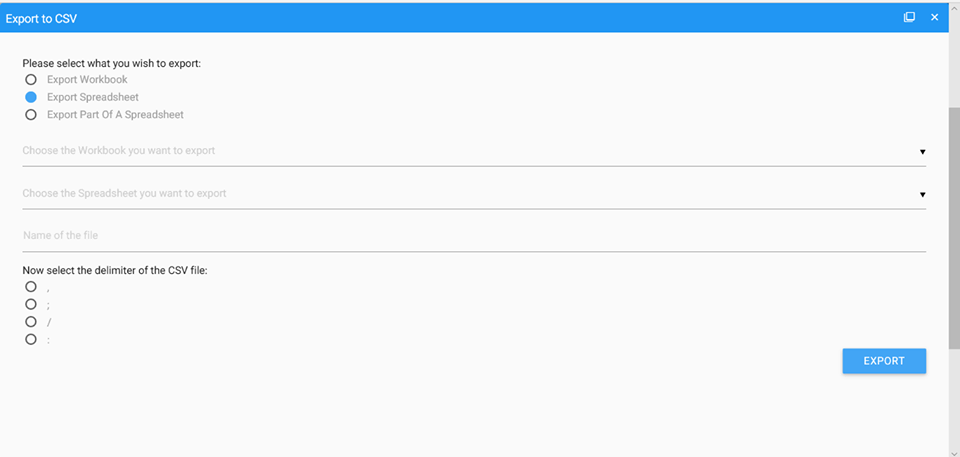 Export to CSV
Please select what you wish to export:
Export Workbook
Export Spreadsheet
Export Part Of A Spreadsheet
Choose the Workbook you want to export
Choose the Spreadsheet you want to export
Name of the file
Now select the delimiter of the CSV file:
,
;
/
:
EXPORT